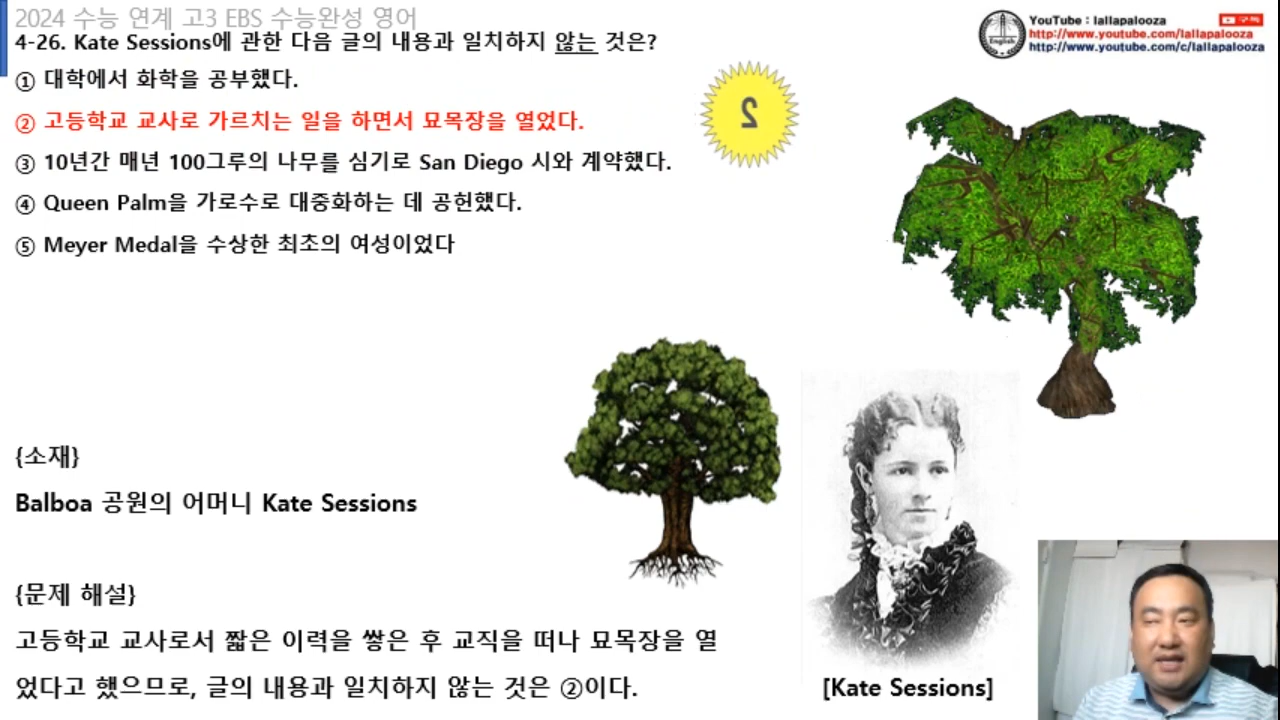 2024 수능 연계 고3 EBS 수능완성 영어
4-26. Kate Sessions에 관한 다음 글의 내용과 일치하지 않는 것은?
① 대학에서 화학을 공부했다.
② 고등학교 교사로 가르치는 일을 하면서 묘목장을 열었다.
③ 10년간 매년 100그루의 나무를 심기로 San Diego 시와 계약했다.
④ Queen Palm을 가로수로 대중화하는 데 공헌했다.
⑤ Meyer Medal을 수상한 최초의 여성이었다
2
YouTube : lallapalooza
구독
http://www.youtube.com/lallapalooza
http://www.youtube.com/c/lallapalooza
English
{소재}
Balboa 공원의 어머니 Kate Sessions
{문제 해설}
고등학교 교사로서 짧은 이력을 쌓은 후 교직을 떠나 묘목장을 열
었다고 했으므로, 글의 내용과 일치하지 않는 것은 ②이다.
[Kate Sessions]